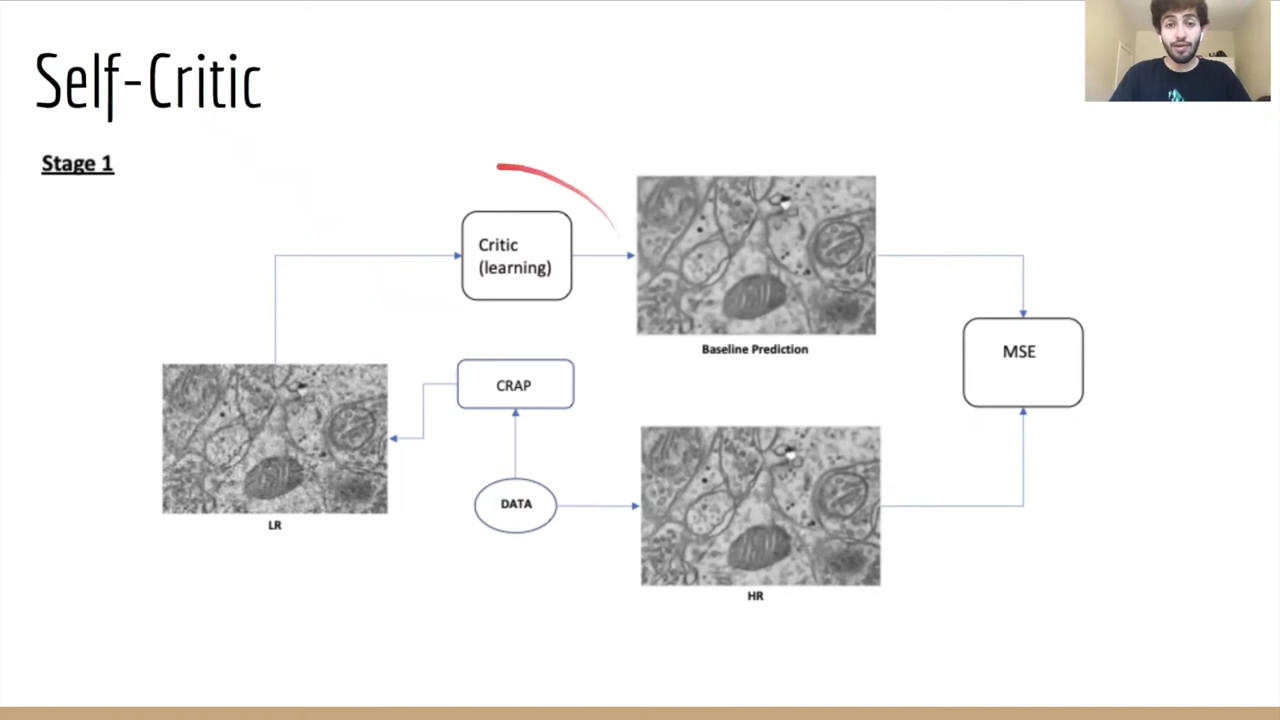 Self-Critic
Stage 1
Critic
(learning)
Baseline Prediction
MSE
CRAP
LR
DATA
HR